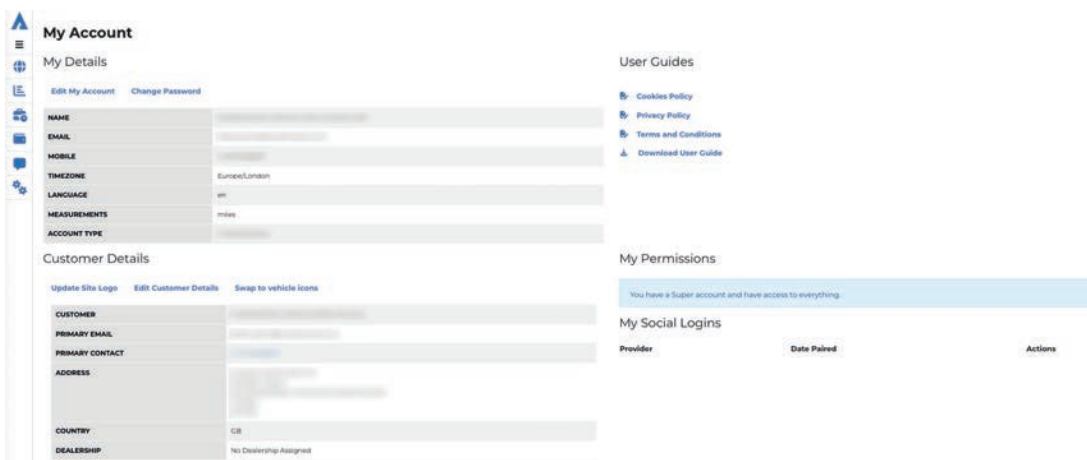 My Account
My Details
Edit My Account Change Password
NAME
EMAIL
MOBILE
TIMEZONE Europe/London
LANGUAGE en
MEASUREMENTS miles
ACCOUNT TYPE
Customer Details
Update Site Logo Edit Customer Details Swap to vehicle icons
CUSTOMER
PRIMARY EMAIL
PRIMARY CONTACT
ADDRESS
COUNTRY GB
DEALERSHIP No Dealership Assigned
User Guides
Cookies Policy
Privacy Policy
Terms and Conditions
Download User Guide
My Permissions
You have a Super account and have access to everything.
My Social Logins
Provider Date Paired Actions